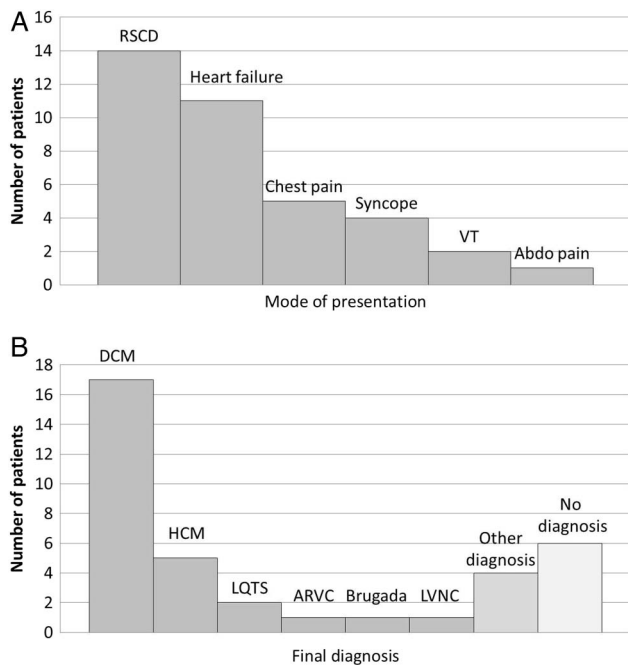 A
Number of patients
16
14
12
10
8
6
4
2
0
RSCD
Heart failure
Chest pain
Syncope
VT
Abdo pain
Mode of presentation
B
Number of patients
18
16
14
12
10
8
6
4
2
0
DCM
HCM
LQTS
ARVC
Brugada
LVNC
Other
diagnosis
No
diagnosis
Final diagnosis